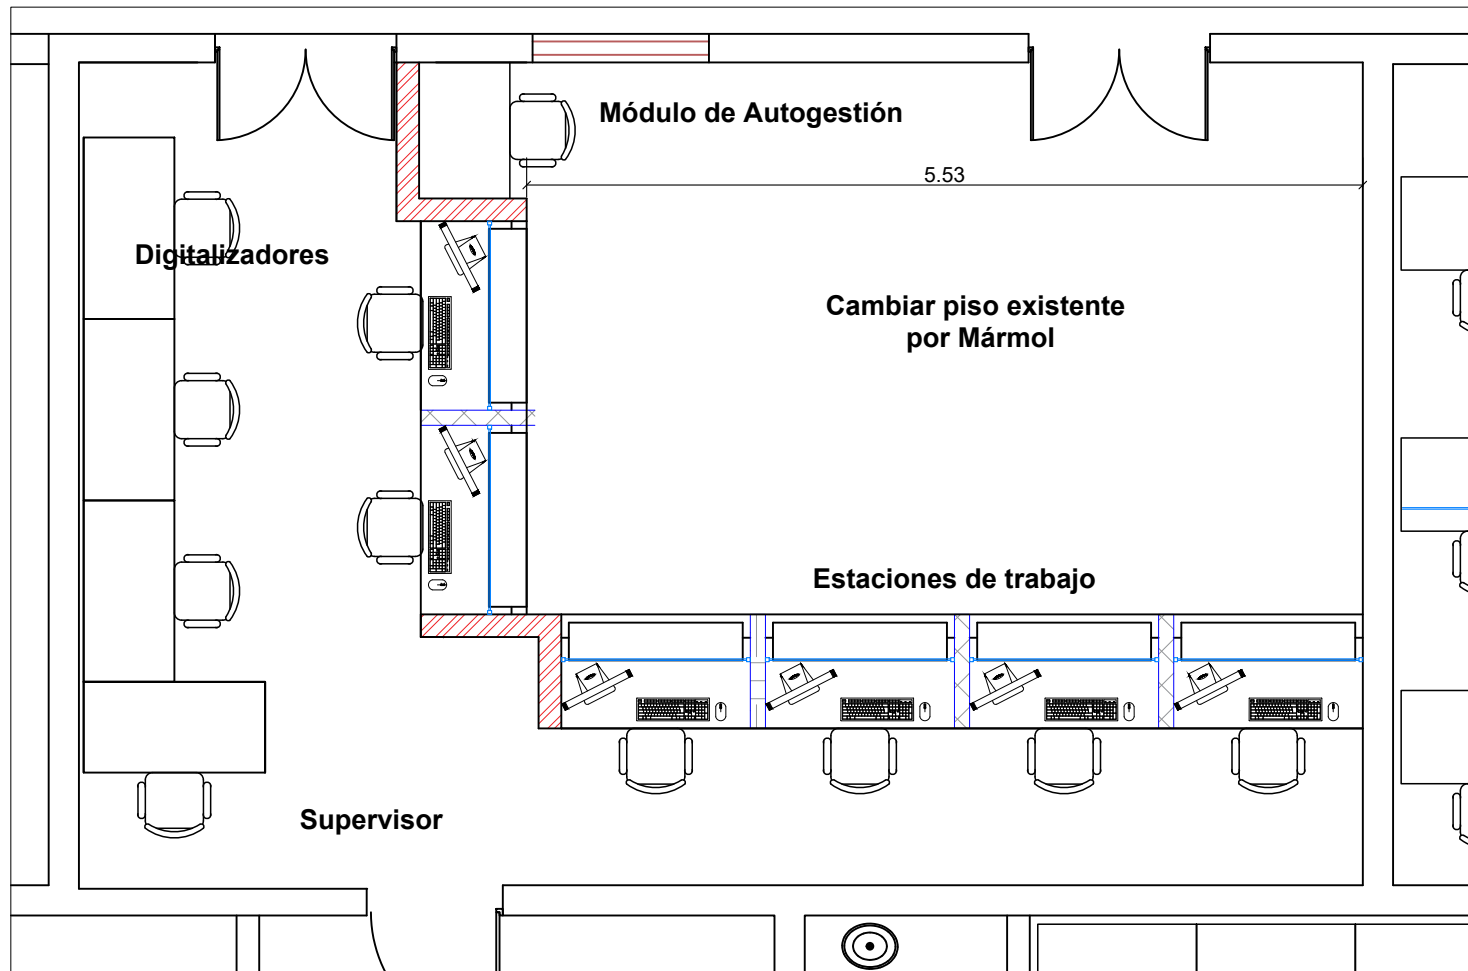 Módulo de Autogestión
5.53
Digitalizadores
Cambiar piso existente
por Mármol
Estaciones de trabajo
Supervisor